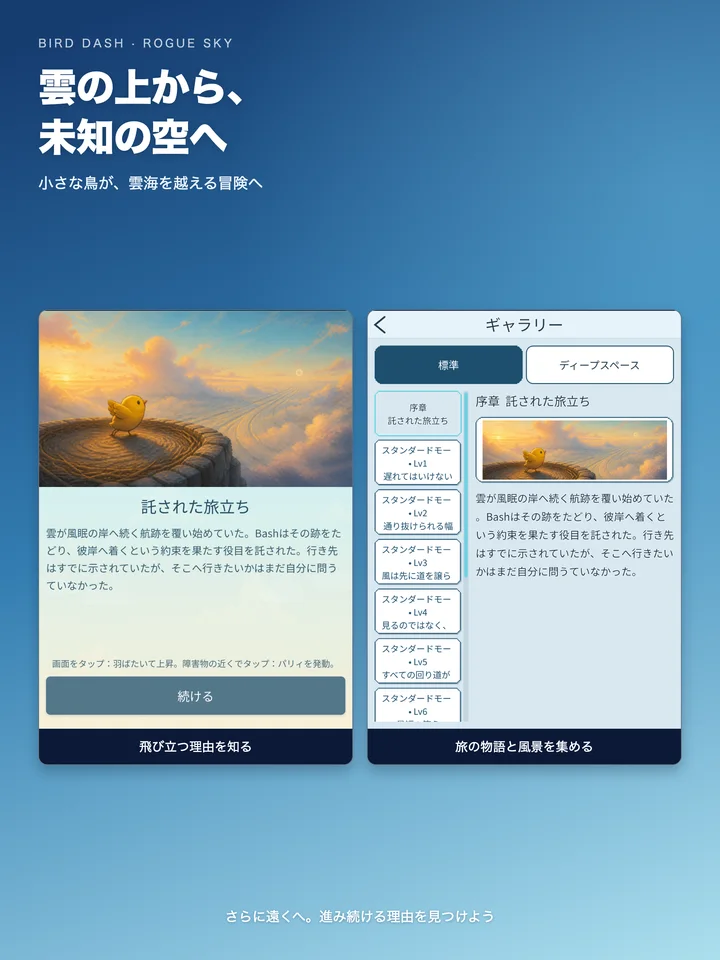 BIRD DASH · ROGUE SKY
雲の上から、
未知の空へ
小さな鳥が、雲海を越える冒険へ
託された旅立ち
雲が風眠の岸へ続く航跡を覆い始めていた。Bashはその跡をた
どり、彼岸へ着くという約束を果たす役目を託された。行き先
はすでに示されていたが、そこへ行きたいかはまだ自分に問う
ていなかった。
画面をタップ：羽ばたいて上昇。障害物の近くでタップ：パリィを発動。
続ける
飛び立つ理由を知る
ギャラリー
標準
ディープスペース
序章
託された旅立ち
スタンダードモー
• Lv1
遅れてはいけない
スタンダードモー
• Lv2
通り抜けられる幅
スタンダードモー
• Lv3
風は先に道を譲ら
スタンダードモー
• Lv4
見るのではなく、
スタンダードモー
• Lv5
すべての回り道が
スタンダードモー
• Lv6
序章 託された旅立ち
雲が風眠の岸へ続く航跡を覆い始めていた
。Bashはその跡をたどり、彼岸へ着くと
いう約束を果たす役目を託された。行き先
はすでに示されていたが、そこへ行きたい
かはまだ自分に問うていなかった。
旅の物語と風景を集める
さらに遠くへ。進み続ける理由を見つけよう